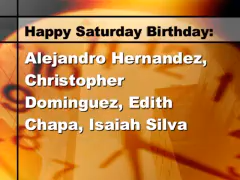 Happy Saturday Birthday:
Alejandro Hernandez,
Christopher
Dominguez, Edith
Chapa, Isaiah Silva